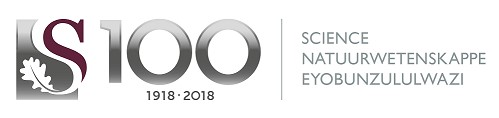 S100
1918 · 2018
SCIENCE
NATUURWETENSKAPPE
EYOBUNZULULWAZI